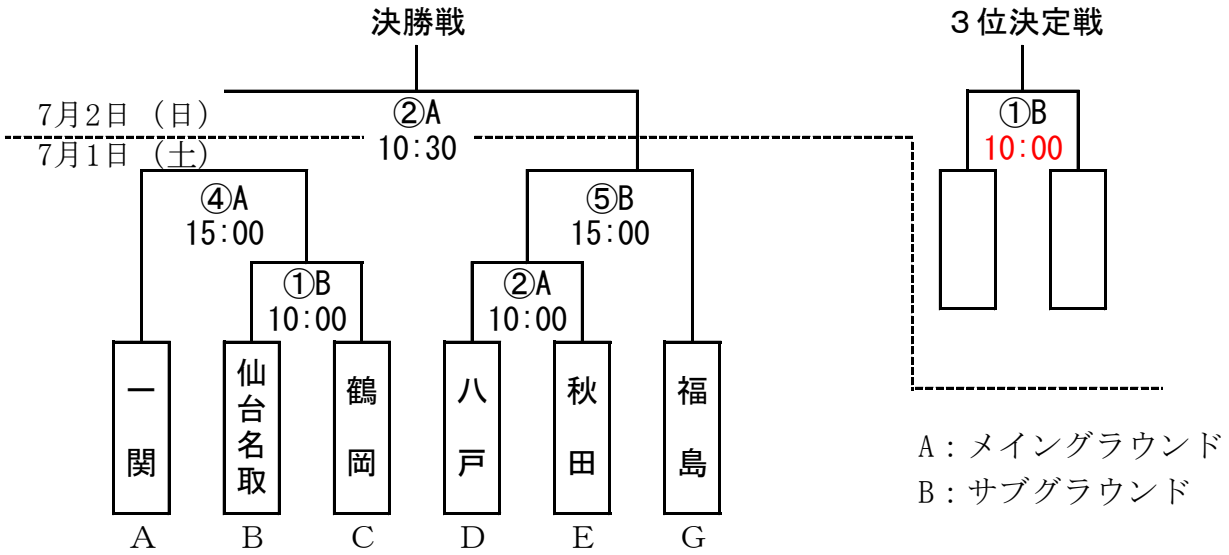 決勝戦
3位決定戦
7月2日 (日)
②A
10:30
①B
10:00
7月1日 (土)
④A
15:00
⑤B
15:00
①B
10:00
②A
10:00
一関
仙台名取
鶴岡
八戸
秋田
福島
A
B
C
D
E
G
A:メイングラウンド
B:サブグラウンド